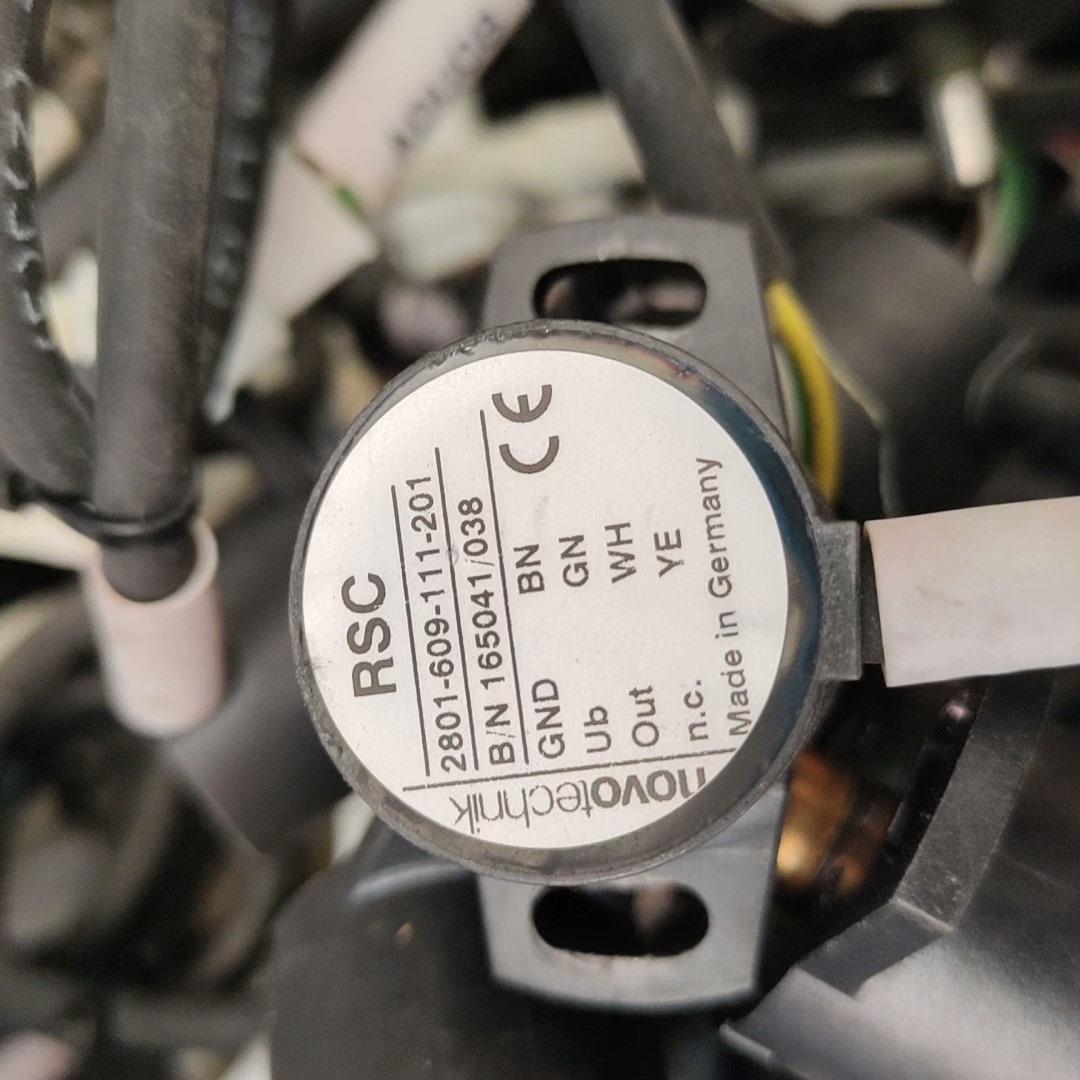 RSC
2801-609-111-201
B/N 165041/038
GND BN CE
Ub GN
Out WH
n.c. YE
Made in Germany
novotechnik